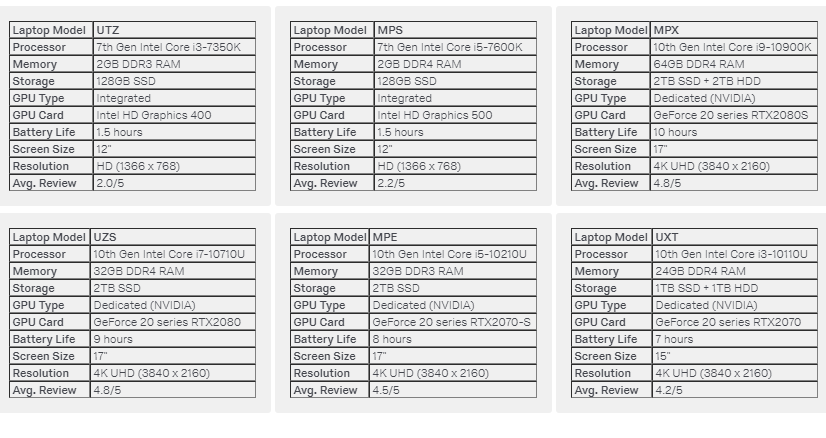 Laptop Model UTZ
Processor 7th Gen Intel Core i3-7350K
Memory 2GB DDR3 RAM
Storage 128GB SSD
GPU Type Integrated
GPU Card Intel HD Graphics 400
Battery Life 1.5 hours
Screen Size 12"
Resolution HD (1366 x 768)
Avg. Review 2.0/5
Laptop Model MPS
Processor 7th Gen Intel Core i5-7600K
Memory 2GB DDR4 RAM
Storage 128GB SSD
GPU Type Integrated
GPU Card Intel HD Graphics 500
Battery Life 1.5 hours
Screen Size 12"
Resolution HD (1366 x 768)
Avg. Review 2.2/5
Laptop Model MPX
Processor 10th Gen Intel Core i9-10900K
Memory 64GB DDR4 RAM
Storage 2TB SSD + 2TB HDD
GPU Type Dedicated (NVIDIA)
GPU Card GeForce 20 series RTX2080S
Battery Life 10 hours
Screen Size 17"
Resolution 4K UHD (3840 x 2160)
Avg. Review 4.8/5
Laptop Model UZS
Processor 10th Gen Intel Core i7-10710U
Memory 32GB DDR4 RAM
Storage 2TB SSD
GPU Type Dedicated (NVIDIA)
GPU Card GeForce 20 series RTX2080
Battery Life 9 hours
Screen Size 17"
Resolution 4K UHD (3840 x 2160)
Avg. Review 4.8/5
Laptop Model MPE
Processor 10th Gen Intel Core i5-10210U
Memory 32GB DDR3 RAM
Storage 2TB SSD
GPU Type Dedicated (NVIDIA)
GPU Card GeForce 20 series RTX2070-S
Battery Life 8 hours
Screen Size 17"
Resolution 4K UHD (3840 x 2160)
Avg. Review 4.5/5
Laptop Model UXT
Processor 10th Gen Intel Core i3-10110U
Memory 24GB DDR4 RAM
Storage 1TB SSD + 1TB HDD
GPU Type Dedicated (NVIDIA)
GPU Card GeForce 20 series RTX2070
Battery Life 7 hours
Screen Size 15"
Resolution 4K UHD (3840 x 2160)
Avg. Review 4.2/5